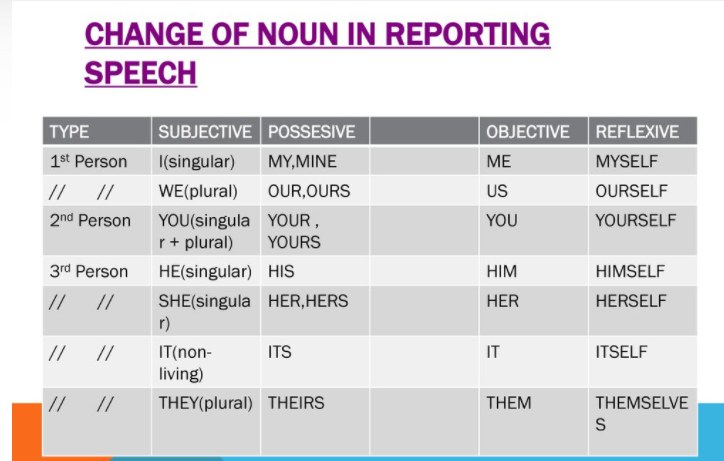 CHANGE OF NOUN IN REPORTING
SPEECH
TYPE SUBJECTIVE POSSESIVE OBJECTIVE REFLEXIVE
1st Person I(singular) MY,MINE ME MYSELF
// // WE(plural) OUR,OURS US OURSELF
2nd Person YOU(singula YOUR , YOU YOURSELF
r + plural) YOURS
3rd Person HE(singular) HIS HIM HIMSELF
// // SHE(singula HER,HERS HER HERSELF
r)
// // IT(non- ITS IT ITSELF
living)
// // THEY(plural) THEIRS THEM THEMSELVE
S